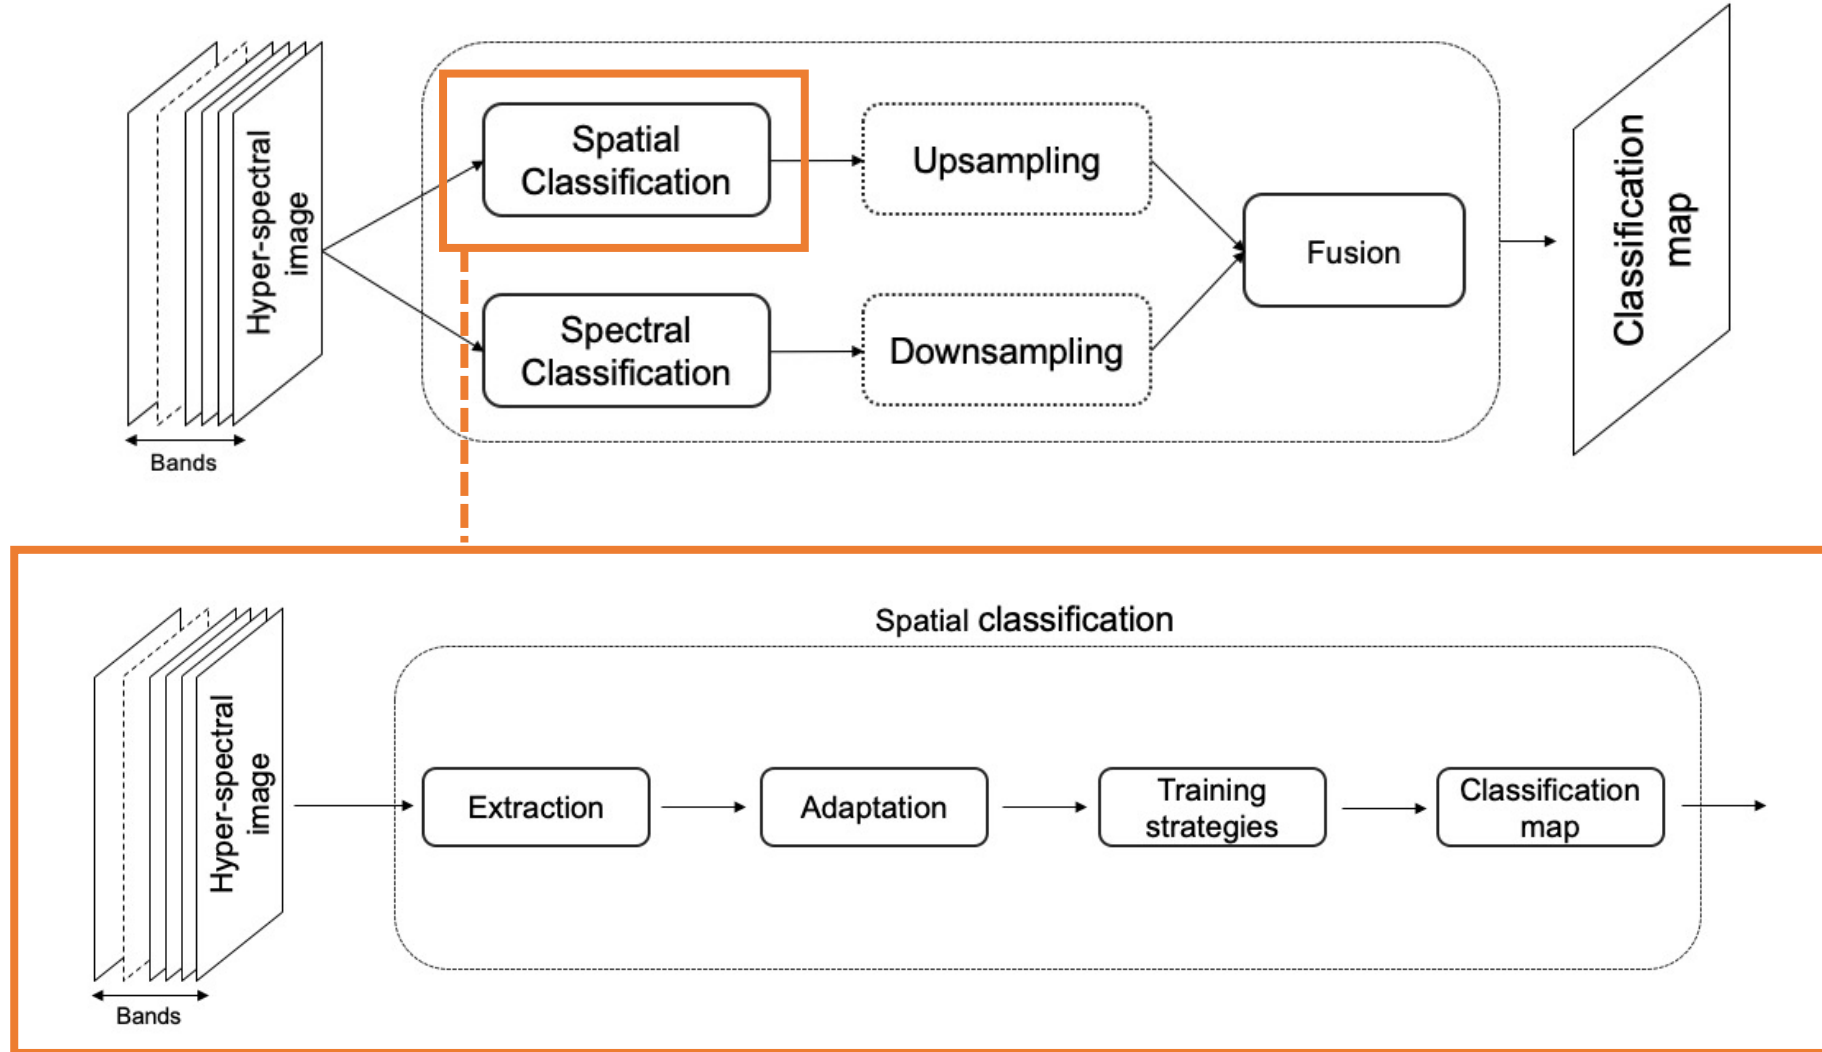 Hyper-spectral
image
Bands
Spatial
Classification
Upsampling
Spectral
Classification
Downsampling
Fusion
Classification
map
Spatial classification
Hyper-spectral
image
Bands
Extraction
Adaptation
Training
strategies
Classification
map